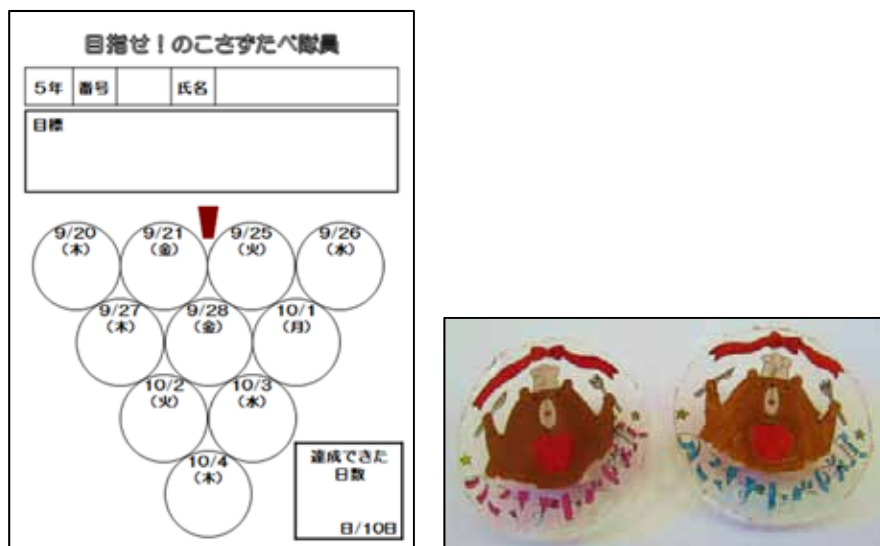 目指せ！のこさずたべ隊員
5年 番号 氏名
目標
9/20 9/21 9/25 9/26
(木) (金) (火) (水)
9/27 9/28 10/1
(木) (金) (月)
10/2 10/3
(火) (水)
10/4
(木)
達成できた
日数
日/10日